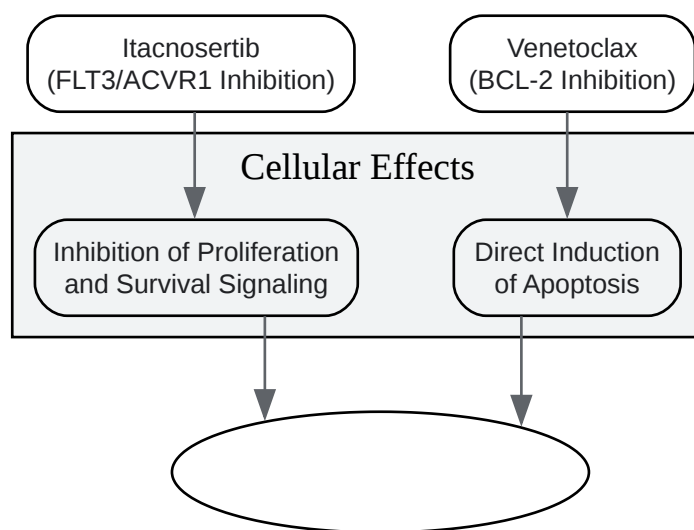 Itacnosertib
(FLT3/ACVR1 Inhibition)
Venetoclax
(BCL-2 Inhibition)
Cellular Effects
Inhibition of Proliferation
and Survival Signaling
Direct Induction
of Apoptosis